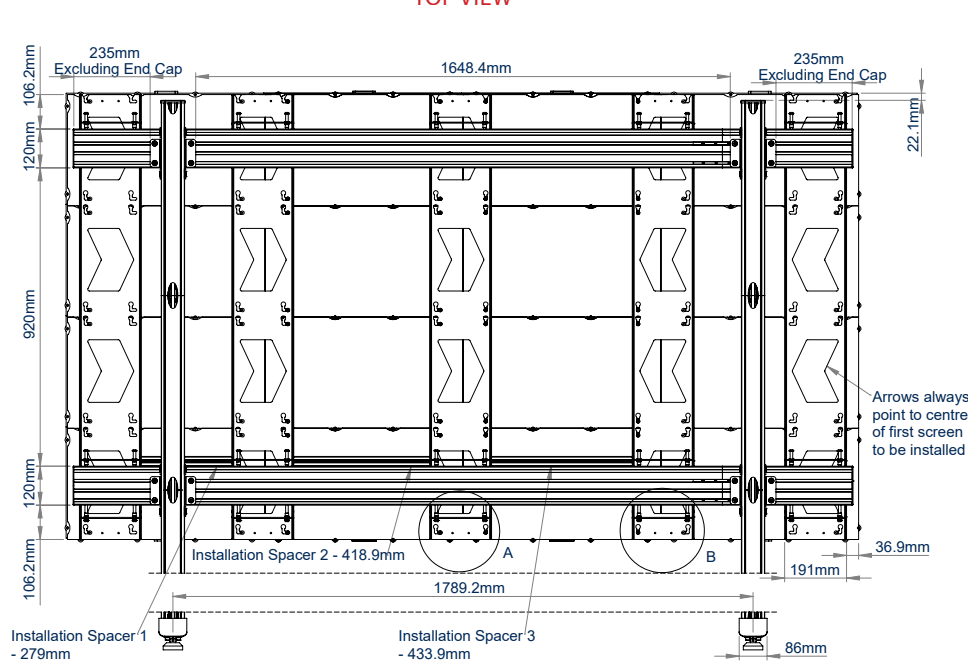 TOP VIEW
235mm
Excluding End Cap
1648.4mm
235mm
Excluding End Cap
106.2mm
22.1mm
120mm
920mm
Arrows always
point to centre
of first screen
to be installed
120mm
106.2mm
Installation Spacer 2 - 418.9mm
A
B
36.9mm
191mm
1789.2mm
Installation Spacer 1
- 279mm
Installation Spacer 3
- 433.9mm
86mm